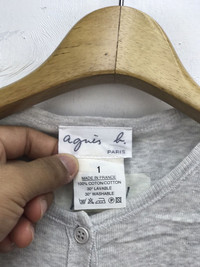 agnès b.
PARIS
1
MADE IN FRANCE
100% COTON COTTON
30° LAVABLE
30° WASHABLE